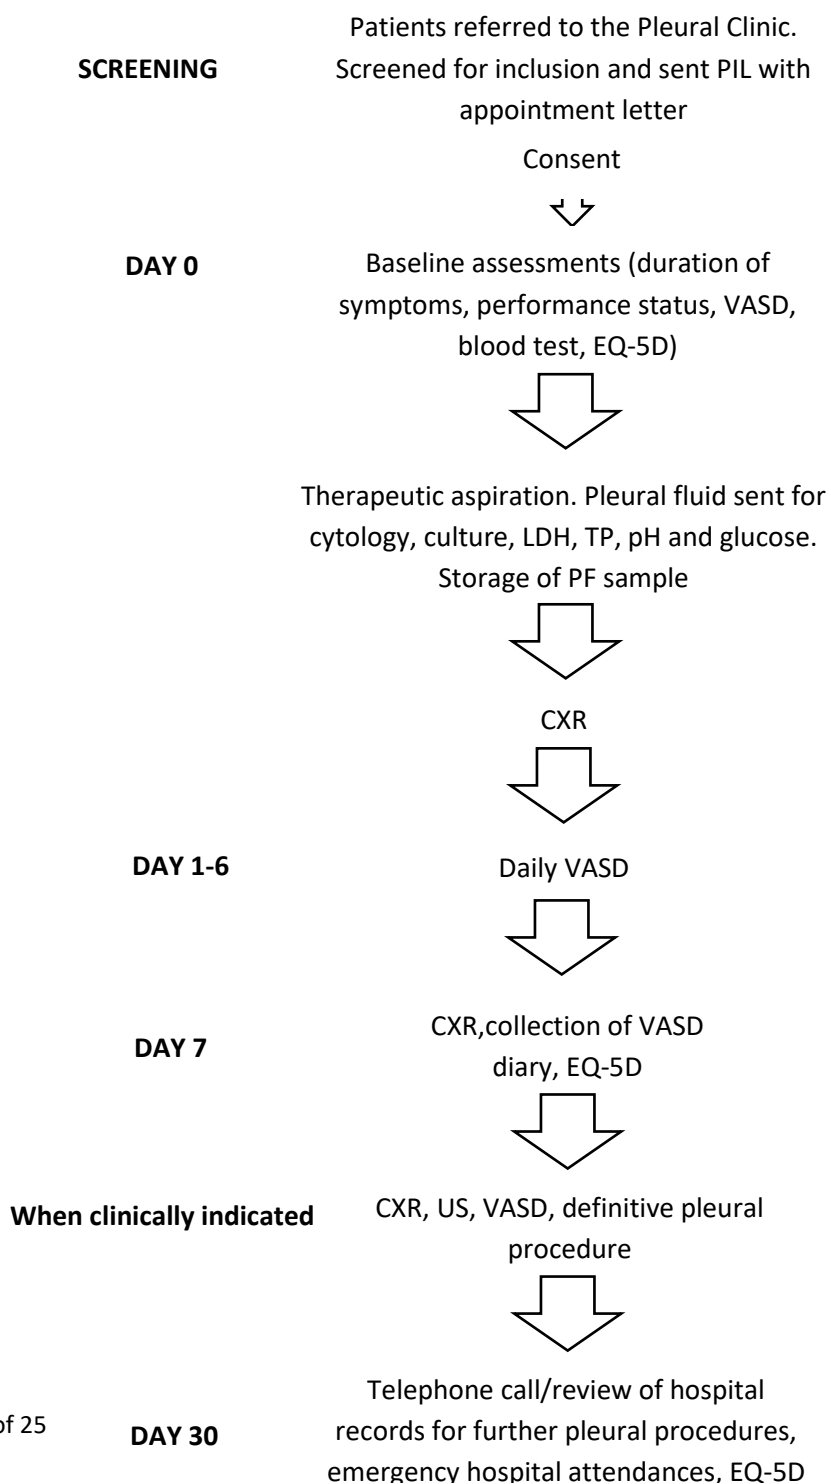 Patients referred to the Pleural Clinic.
SCREENING Screened for inclusion and sent PIL with
appointment letter
Consent
DAY 0 Baseline assessments (duration of
symptoms, performance status, VASD,
blood test, EQ-5D)
Therapeutic aspiration. Pleural fluid sent for
cytology, culture, LDH, TP, pH and glucose.
Storage of PF sample
CXR
DAY 1-6 Daily VASD
CXR,collection of VASD
DAY 7
diary, EQ-5D
When clinically indicated CXR, US, VASD, definitive pleural
procedure
Telephone call/review of hospital
of 25 DAY 30 records for further pleural procedures,
emergency hospital attendances, EQ-5D